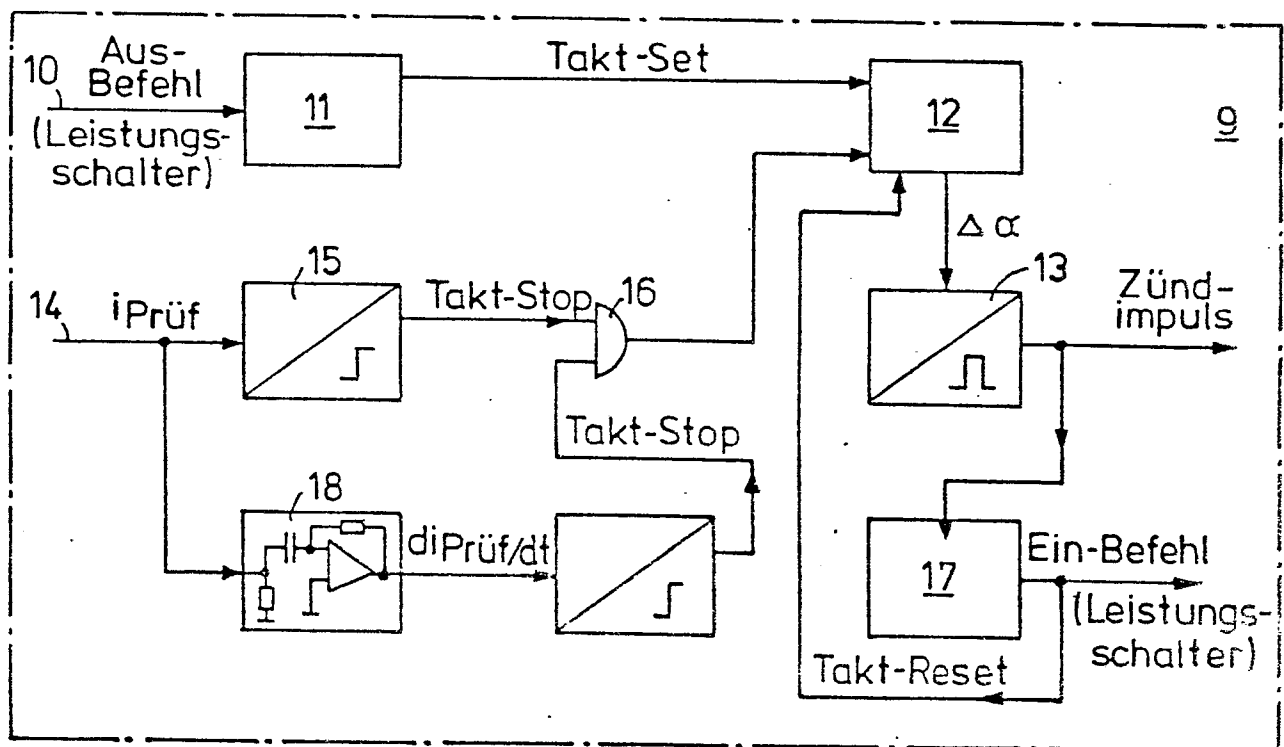 Aus-
Befehl
10
(Leistungs-
schalter)
11
Takt-Set
12
9
Δ α
14
iPrüf
15
Takt-Stop
16
13
Zünd-
impuls
Takt-Stop
18
diPrüf/dt
17
Ein-Befehl
(Leistungs-
schalter)
Takt-Reset